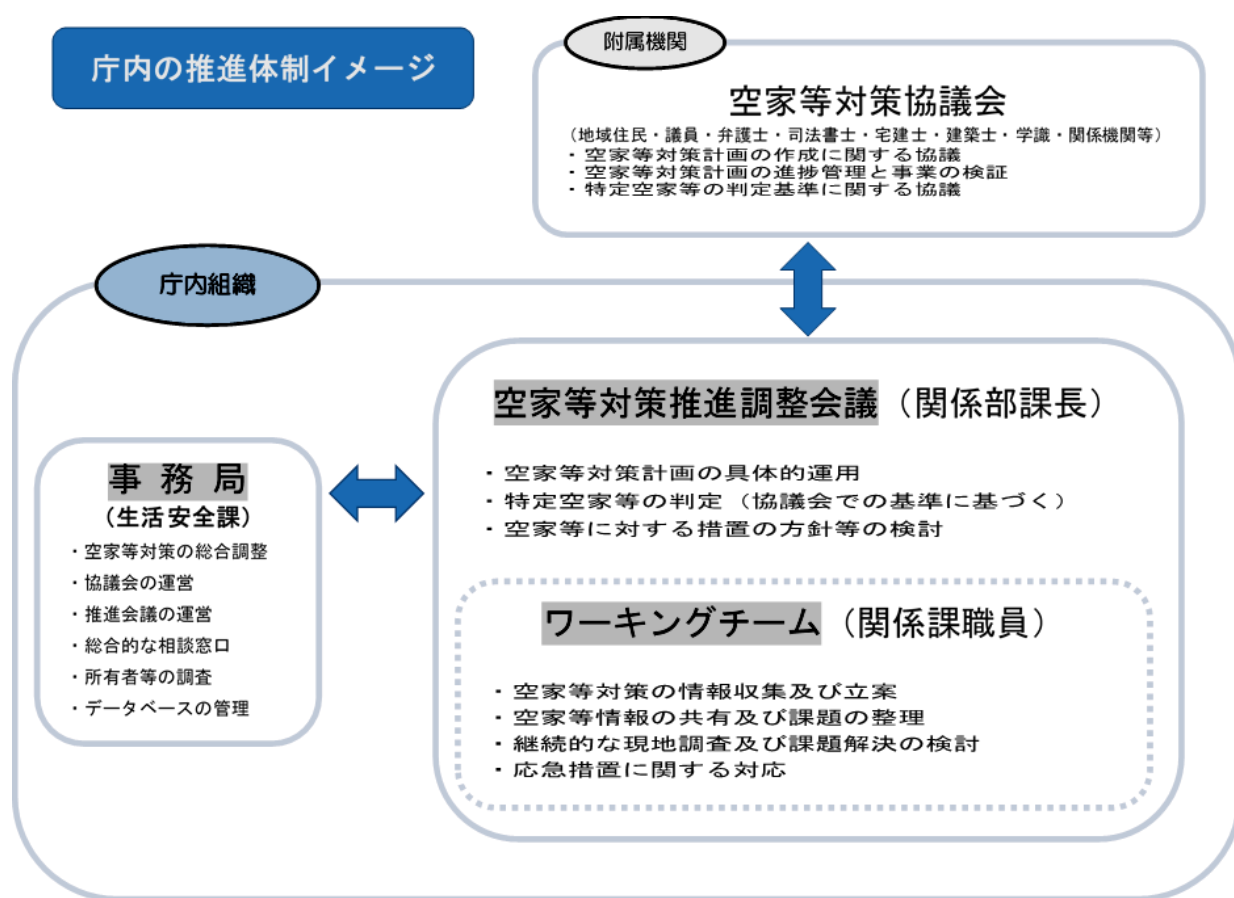 庁内の推進体制イメージ
附属機関
空家等対策協議会
（地域住民・議員・弁護士・司法書士・宅建士・建築士・学識・関係機関等）
・空家等対策計画の作成に関する協議
・空家等対策計画の進捗管理と事業の検証
・特定空家等の判定基準に関する協議
庁内組織
空家等対策推進調整会議（関係部課長）
・空家等対策計画の具体的運用
・特定空家等の判定（協議会での基準に基づく）
・空家等に対する措置の方針等の検討
事務局
（生活安全課）
・空家等対策の総合調整
・協議会の運営
・推進会議の運営
・総合的な相談窓口
・所有者等の調査
・データベースの管理
ワーキングチーム（関係課職員）
・空家等対策の情報収集及び立案
・空家等情報の共有及び課題の整理
・継続的な現地調査及び課題解決の検討
・応急措置に関する対応